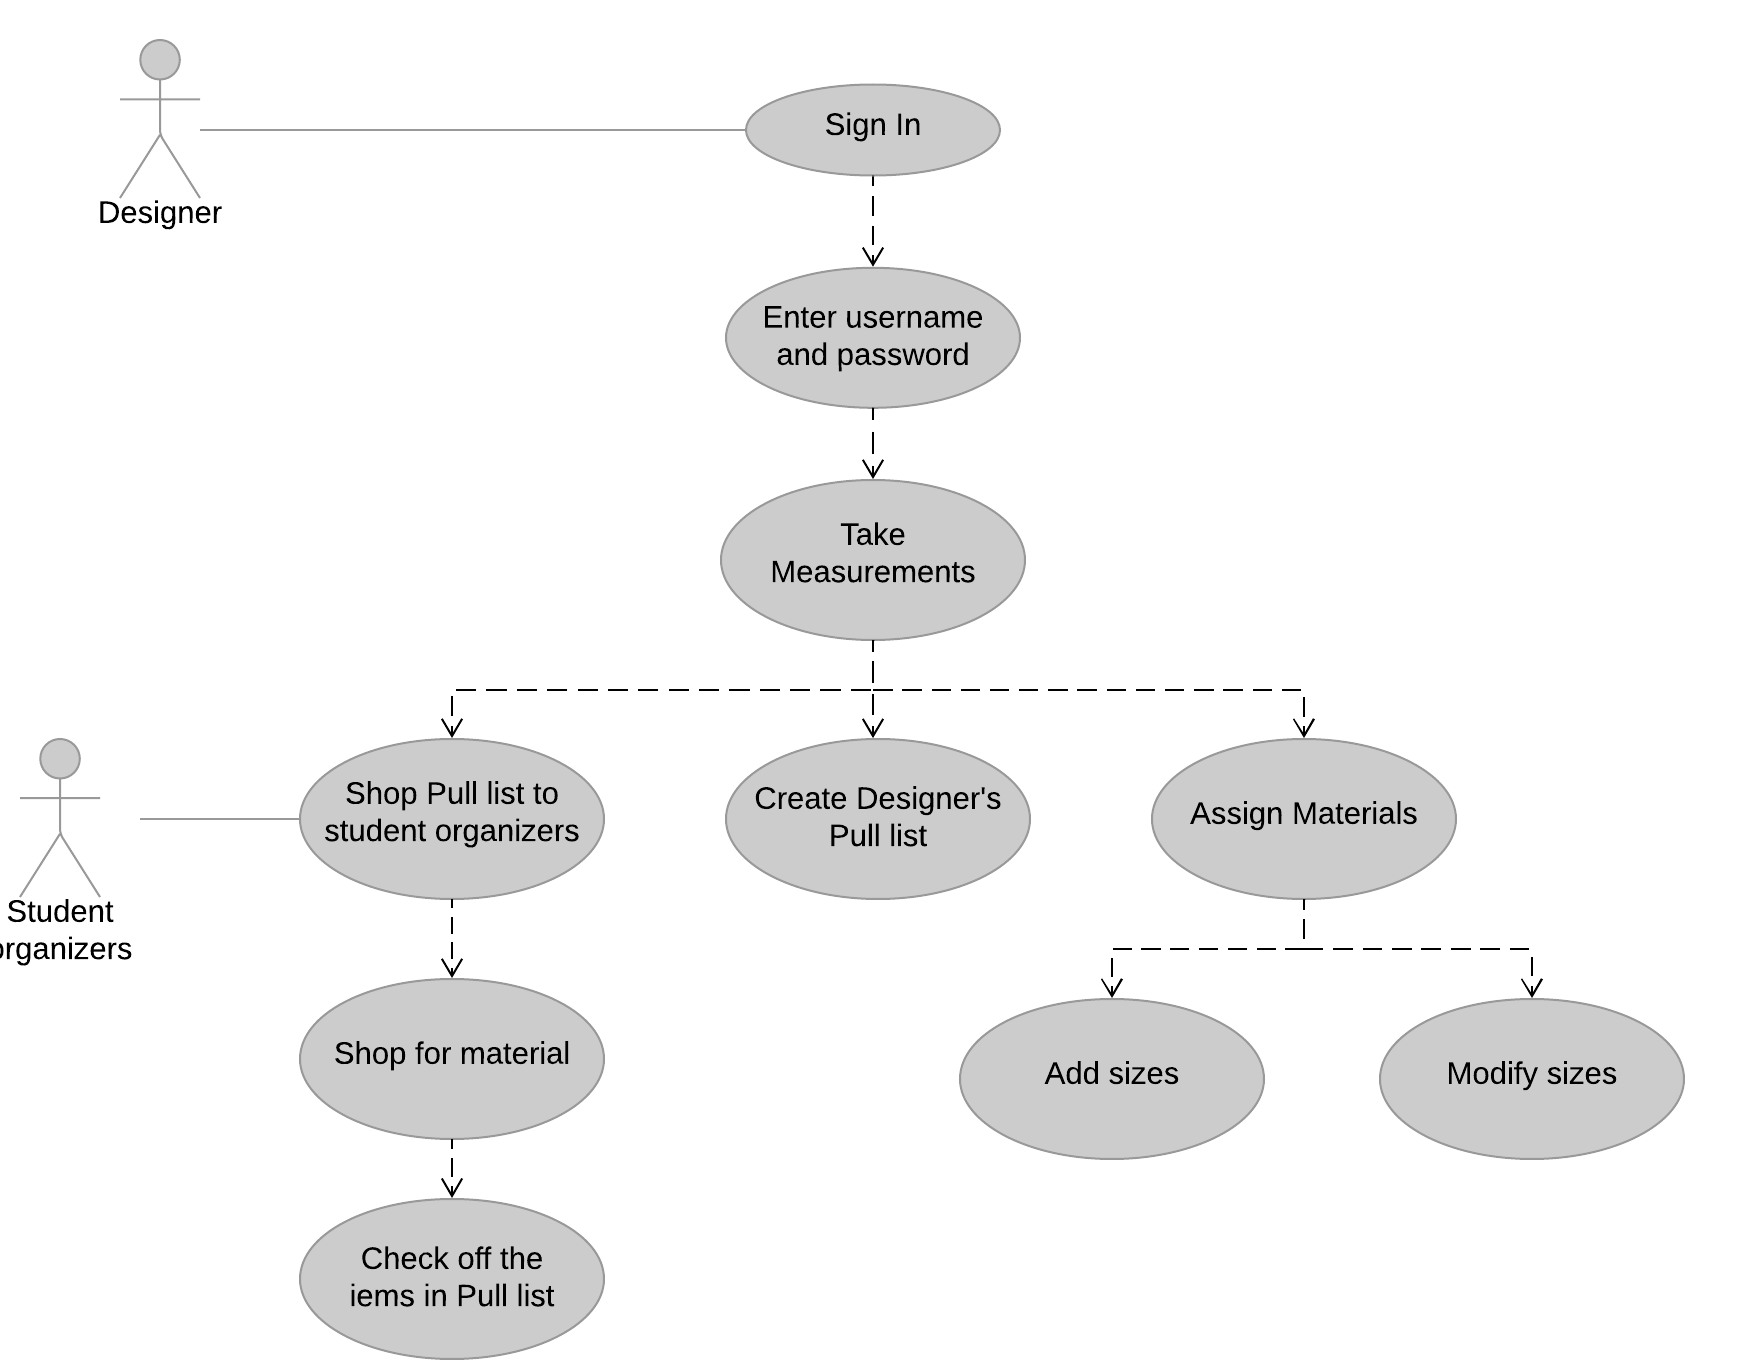 Sign In
Designer
Enter username
and password
Take
Measurements
Shop Pull list to
student organizers
Create Designer's
Pull list
Assign Materials
Student
organizers
Shop for material
Add sizes
Modify sizes
Check off the
iems in Pull list